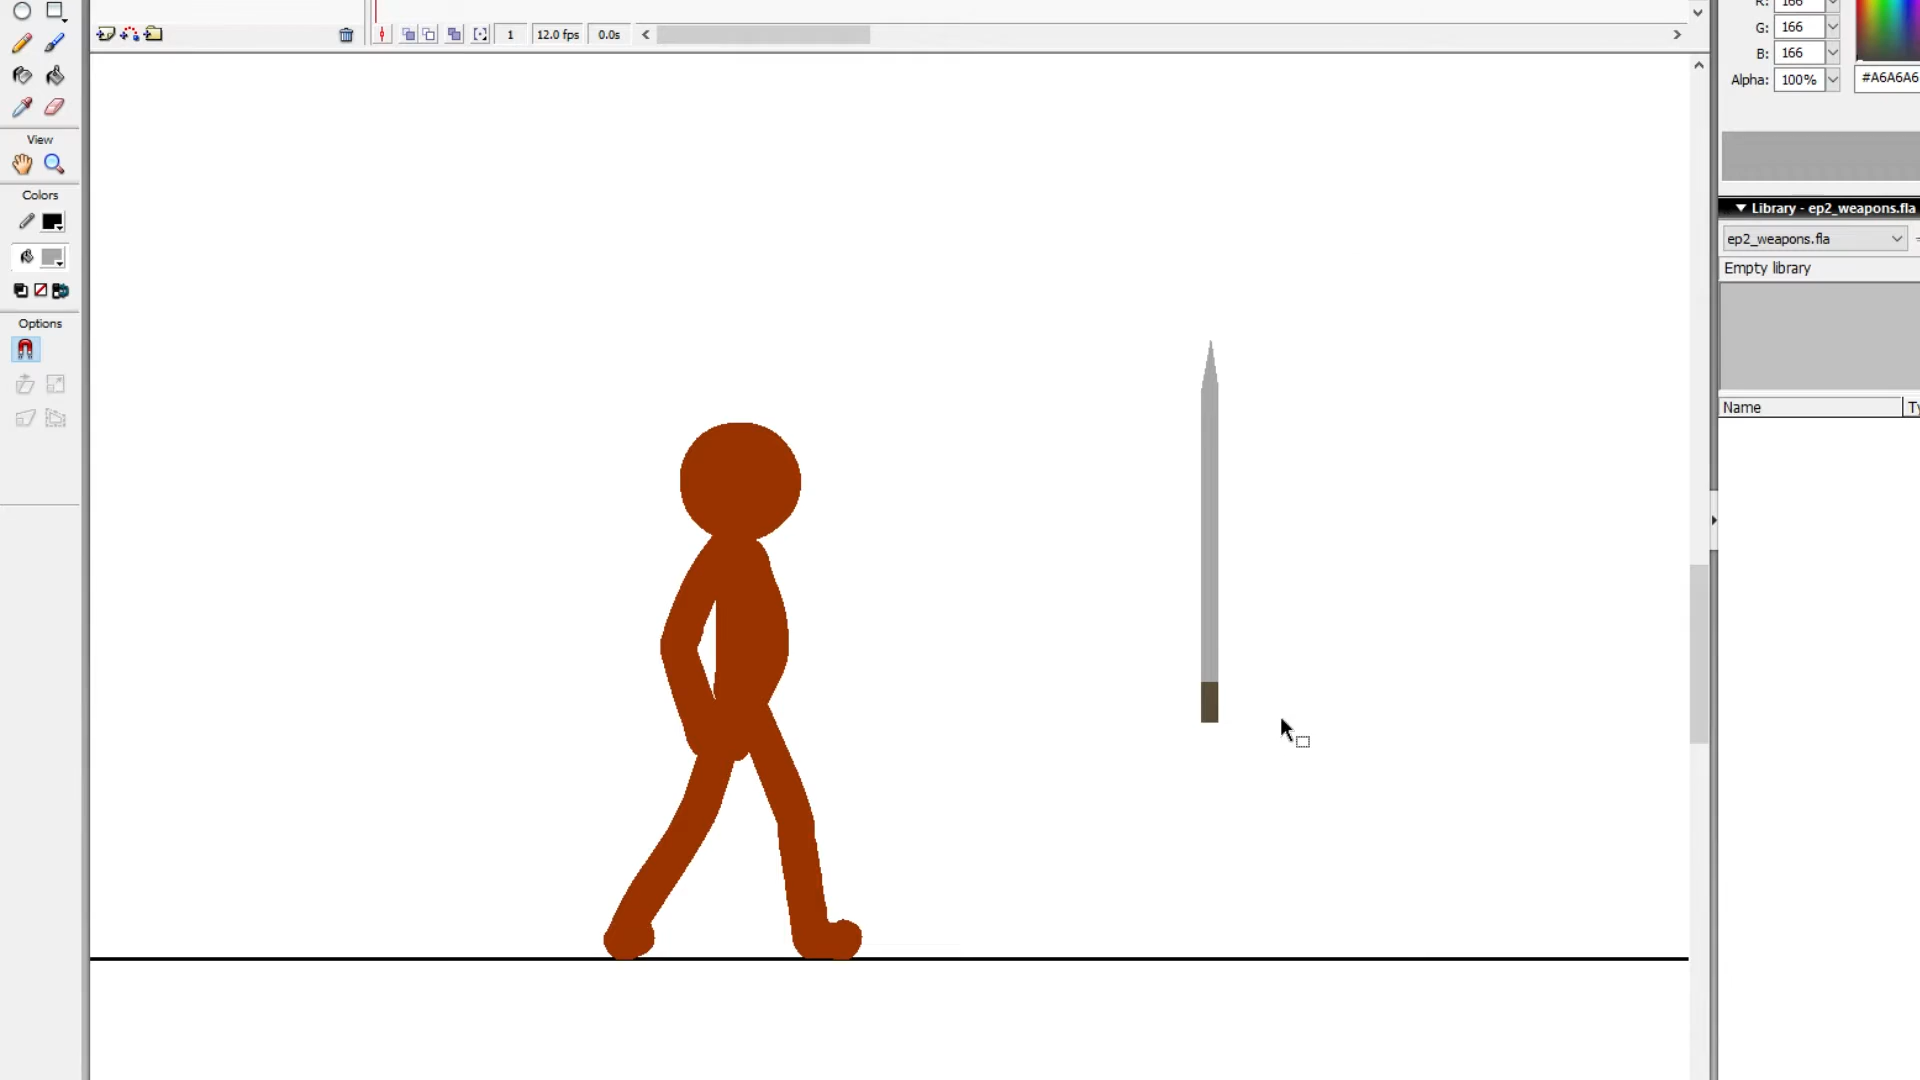 R: 166
1 12.0 fps 0.0s
G: 166
B: 166
Alpha: 100% #A6A6A6
View
Colors
Library - ep2_weapons.fla
ep2_weapons.fla
Empty library
Options
Name